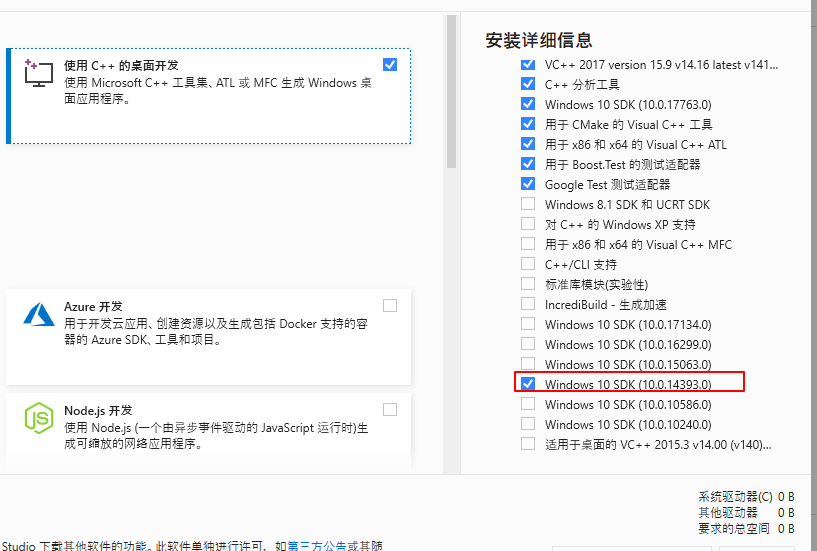 使用 C++ 的桌面开发
使用 Microsoft C++ 工具集、ATL 或 MFC 生成 Windows 桌
面应用程序。
Azure 开发
用于开发云应用、创建资源以及生成包括 Docker 支持的容
器的 Azure SDK、工具和项目。
Node.js 开发
使用 Node.js (一个由异步事件驱动的 JavaScript 运行时)生
成可缩放的网络应用程序。
安装详细信息
VC++ 2017 version 15.9 v14.16 latest v141...
C++ 分析工具
Windows 10 SDK (10.0.17763.0)
用于 CMake 的 Visual C++ 工具
用于 x86 和 x64 的 Visual C++ ATL
用于 Boost.Test 的测试适配器
Google Test 测试适配器
Windows 8.1 SDK 和 UCRT SDK
对 C++ 的 Windows XP 支持
用于 x86 和 x64 的 Visual C++ MFC
C++/CLI 支持
标准库模块(实验性)
IncrediBuild - 生成加速
Windows 10 SDK (10.0.17134.0)
Windows 10 SDK (10.0.16299.0)
Windows 10 SDK (10.0.15063.0)
Windows 10 SDK (10.0.14393.0)
Windows 10 SDK (10.0.10586.0)
Windows 10 SDK (10.0.10240.0)
适用于桌面的 VC++ 2015.3 v14.00 (v140)...
系统驱动器(C) 0 B
其他驱动器 0 B
要求的总空间 0 B
Studio 下载其他软件的功能。此软件单独进行许可，如第三方公告或其随